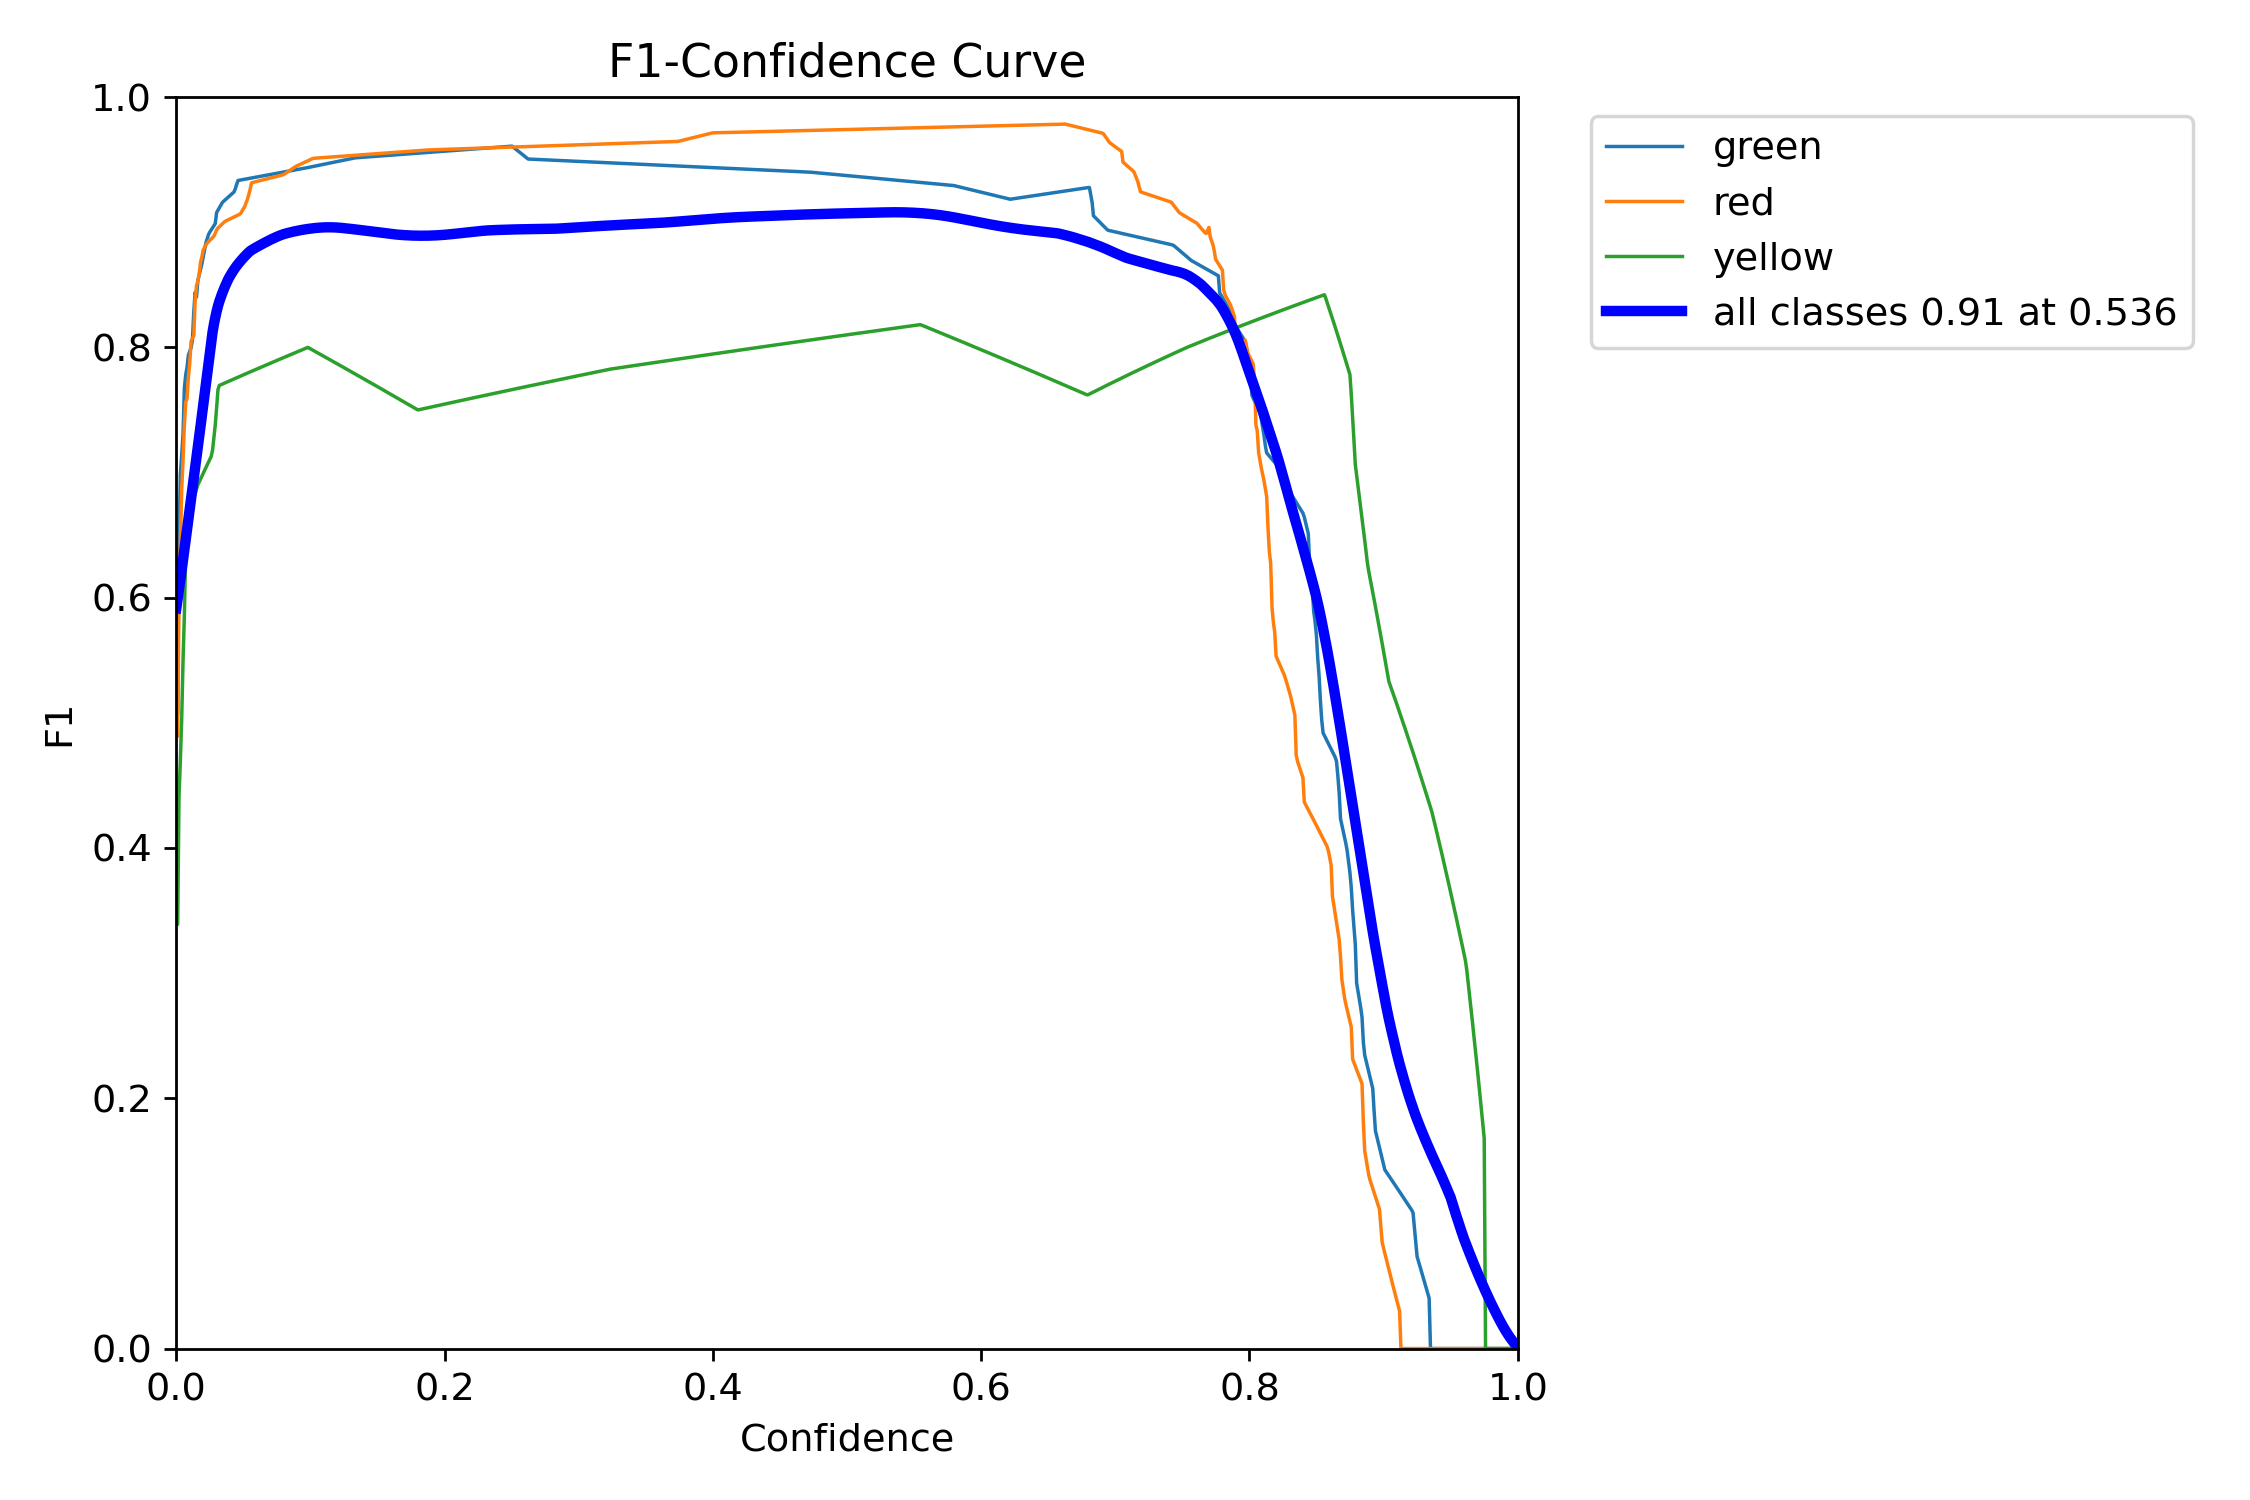 F1-Confidence Curve
1.0
0.8
0.6
0.4
0.2
0.0
F1
0.0 0.2 0.4 0.6 0.8 1.0
Confidence
green
red
yellow
all classes 0.91 at 0.536